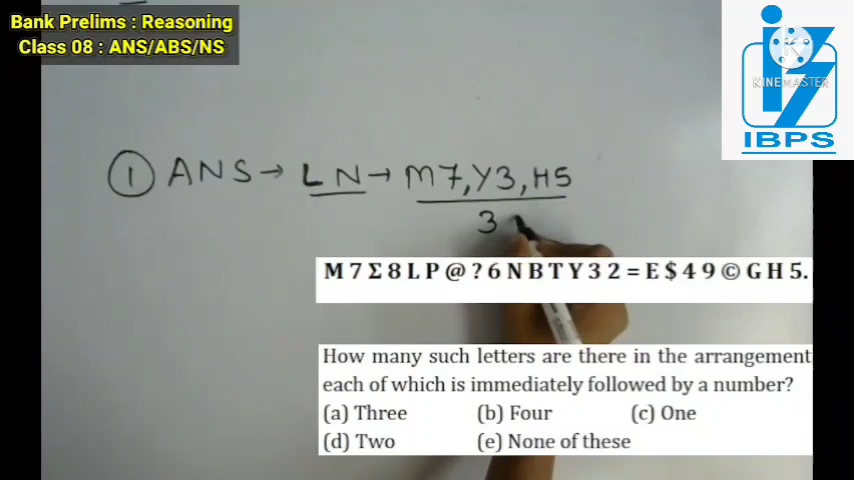 Bank Prelims : Reasoning
Class 08 : ANS/ABS/NS
KINEMASTER
IBPS
① ANS → LN → M7, Y3, H5
3
M 7 Σ 8 L P @ ? 6 N B T Y 3 2 = E $ 4 9 © G H 5.
How many such letters are there in the arrangement
each of which is immediately followed by a number?
(a) Three (b) Four (c) One
(d) Two (e) None of these